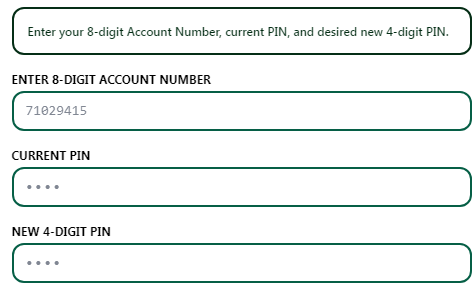 Enter your 8-digit Account Number, current PIN, and desired new 4-digit PIN.
ENTER 8-DIGIT ACCOUNT NUMBER
71029415
CURRENT PIN
••••
NEW 4-DIGIT PIN
••••